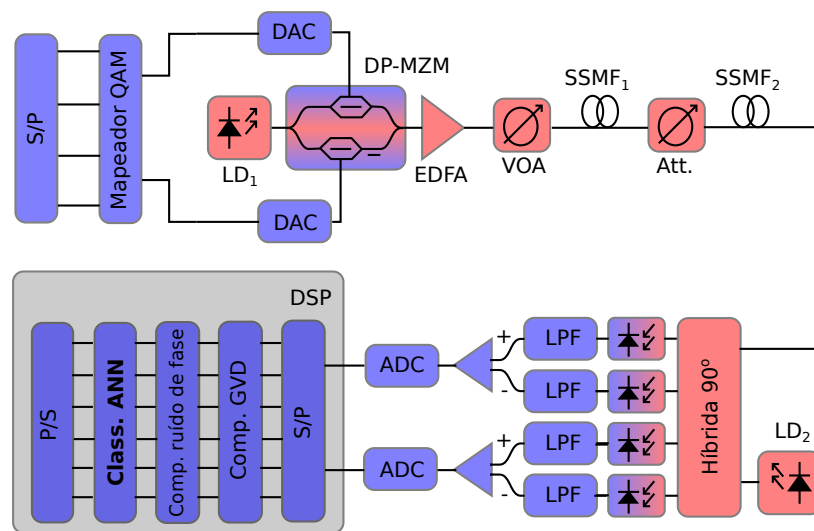 S/P
Mapeador QAM
DAC
DAC
LD₁
DP-MZM
EDFA
VOA
SSMF₁
Att.
SSMF₂
DSP
P/S
Class. ANN
Comp. ruído de fase
Comp. GVD
S/P
ADC
ADC
+
-
+
-
LPF
LPF
LPF
LPF
Híbrida 90º
LD₂